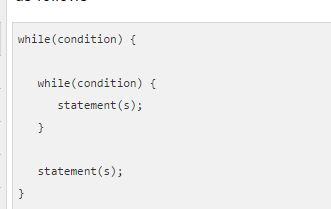 while(condition) {
while(condition) {
statement(s);
}
statement(s);
}